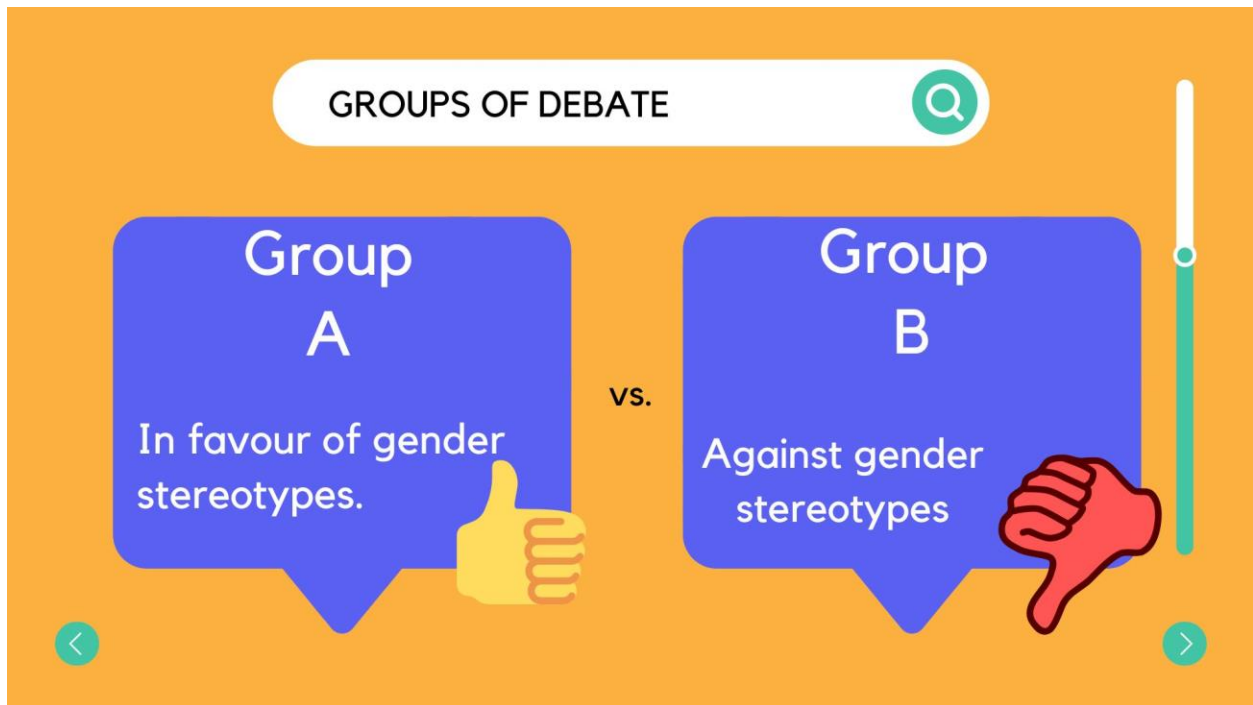 GROUPS OF DEBATE
Group
A
In favour of gender
stereotypes.
vs.
Group
B
Against gender
stereotypes